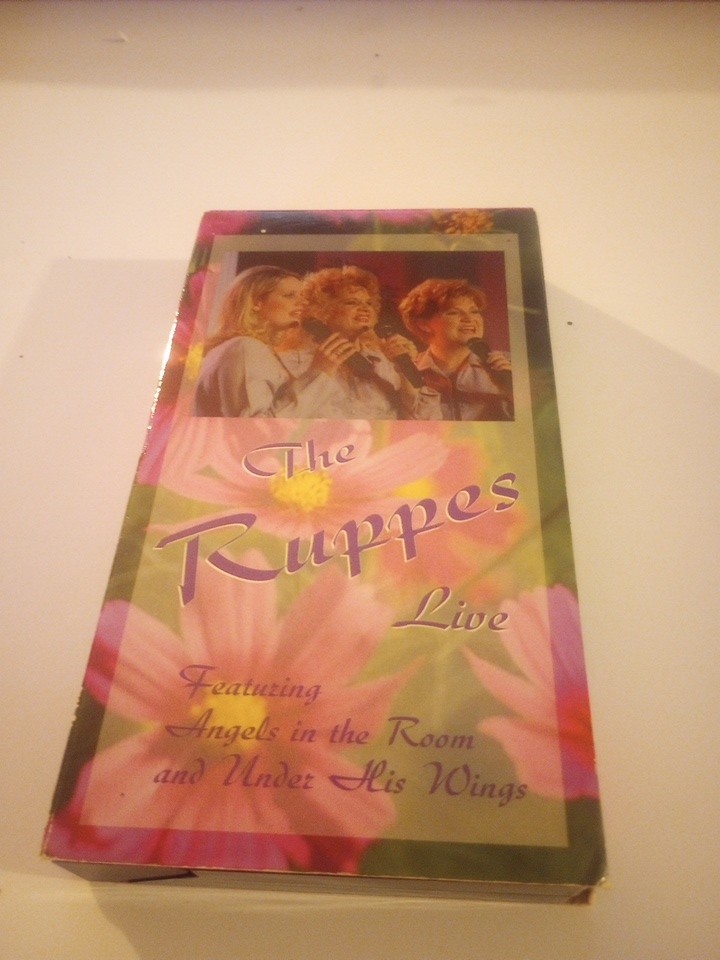 The
Ruppes
Live
Featuring
Angels in the Room
and Under His Wings